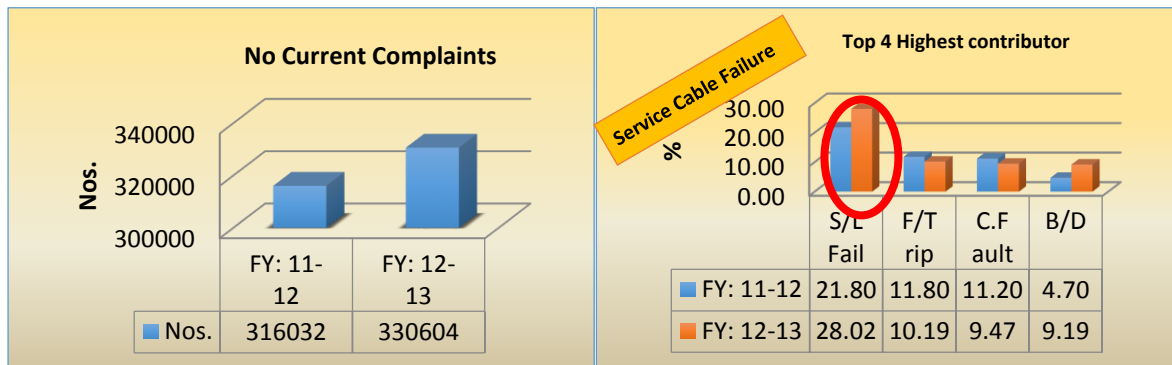 No Current Complaints
340000
320000
300000
Nos.
FY: 11-
12
FY: 12-
13
Nos. 316032 330604
Top 4 Highest contributor
Service Cable Failure
%
30.00
20.00
10.00
0.00
S/L
Fail
F/T
rip
C.F
ault
B/D
FY: 11-12 21.80 11.80 11.20 4.70
FY: 12-13 28.02 10.19 9.47 9.19